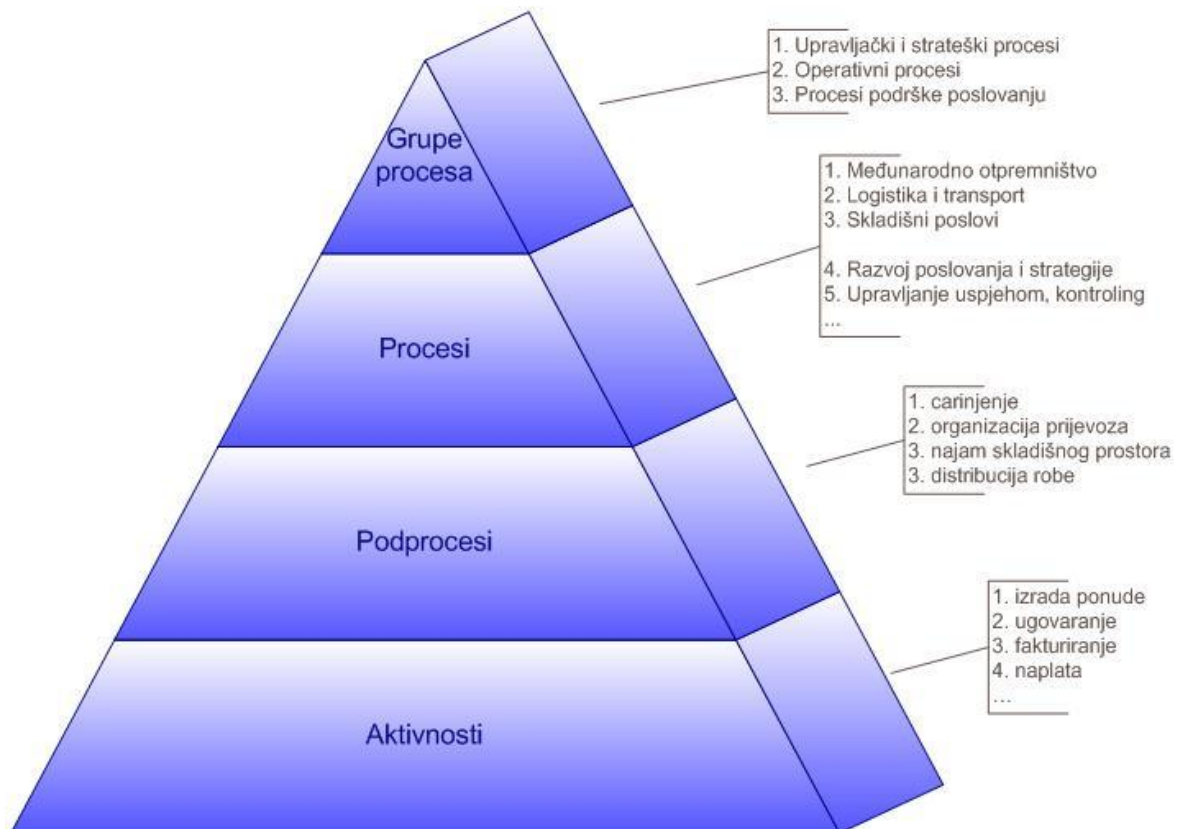 Grupe
procesa
1. Upravljački i strateški procesi
2. Operativni procesi
3. Procesi podrške poslovanju
Procesi
1. Međunarodno otpremništvo
2. Logistika i transport
3. Skladišni poslovi
4. Razvoj poslovanja i strategije
5. Upravljanje uspjehom, kontroling
...
Podprocesi
1. carinjenje
2. organizacija prijevoza
3. najam skladišnog prostora
3. distribucija robe
Aktivnosti
1. izrada ponude
2. ugovaranje
3. fakturiranje
4. naplata
...